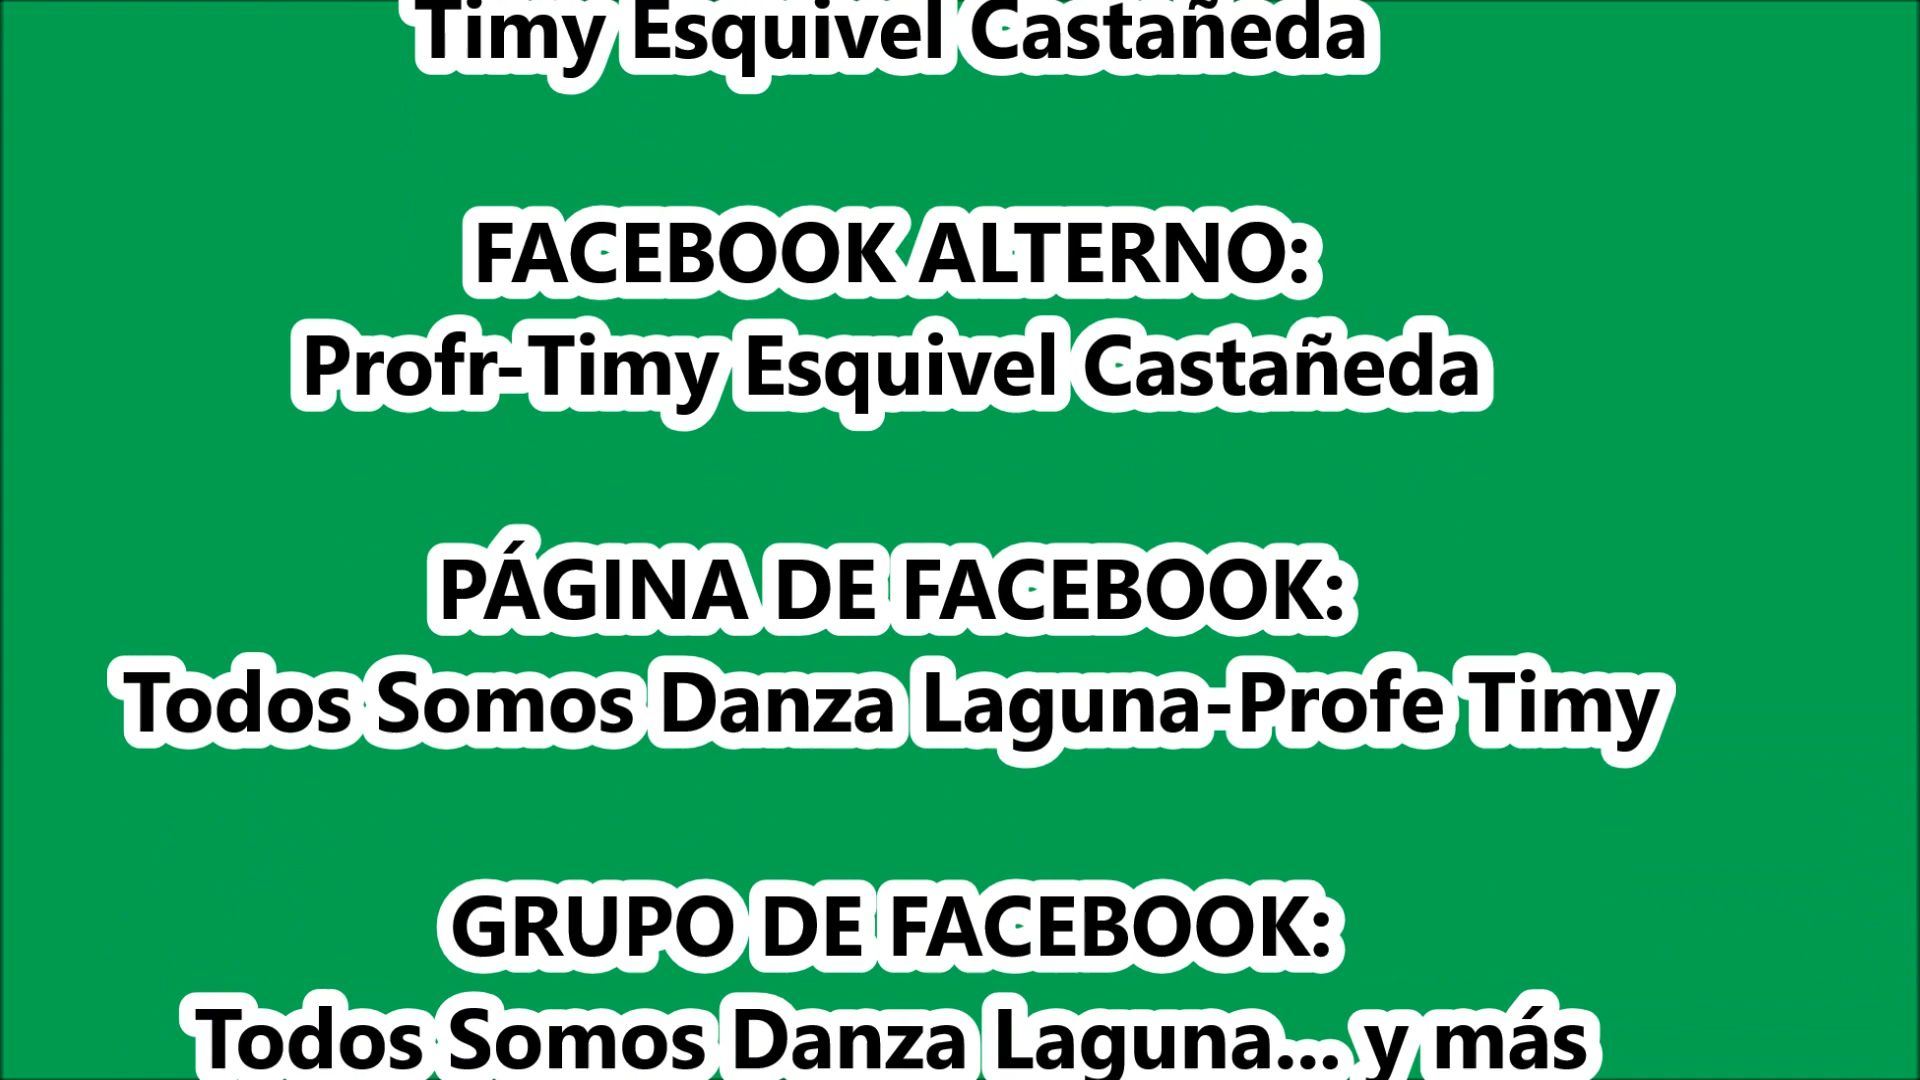 Timy Esquivel Castañeda
FACEBOOK ALTERNO:
Profr-Timy Esquivel Castañeda
PÁGINA DE FACEBOOK:
Todos Somos Danza Laguna-Profe Timy
GRUPO DE FACEBOOK:
Todos Somos Danza Laguna... y más